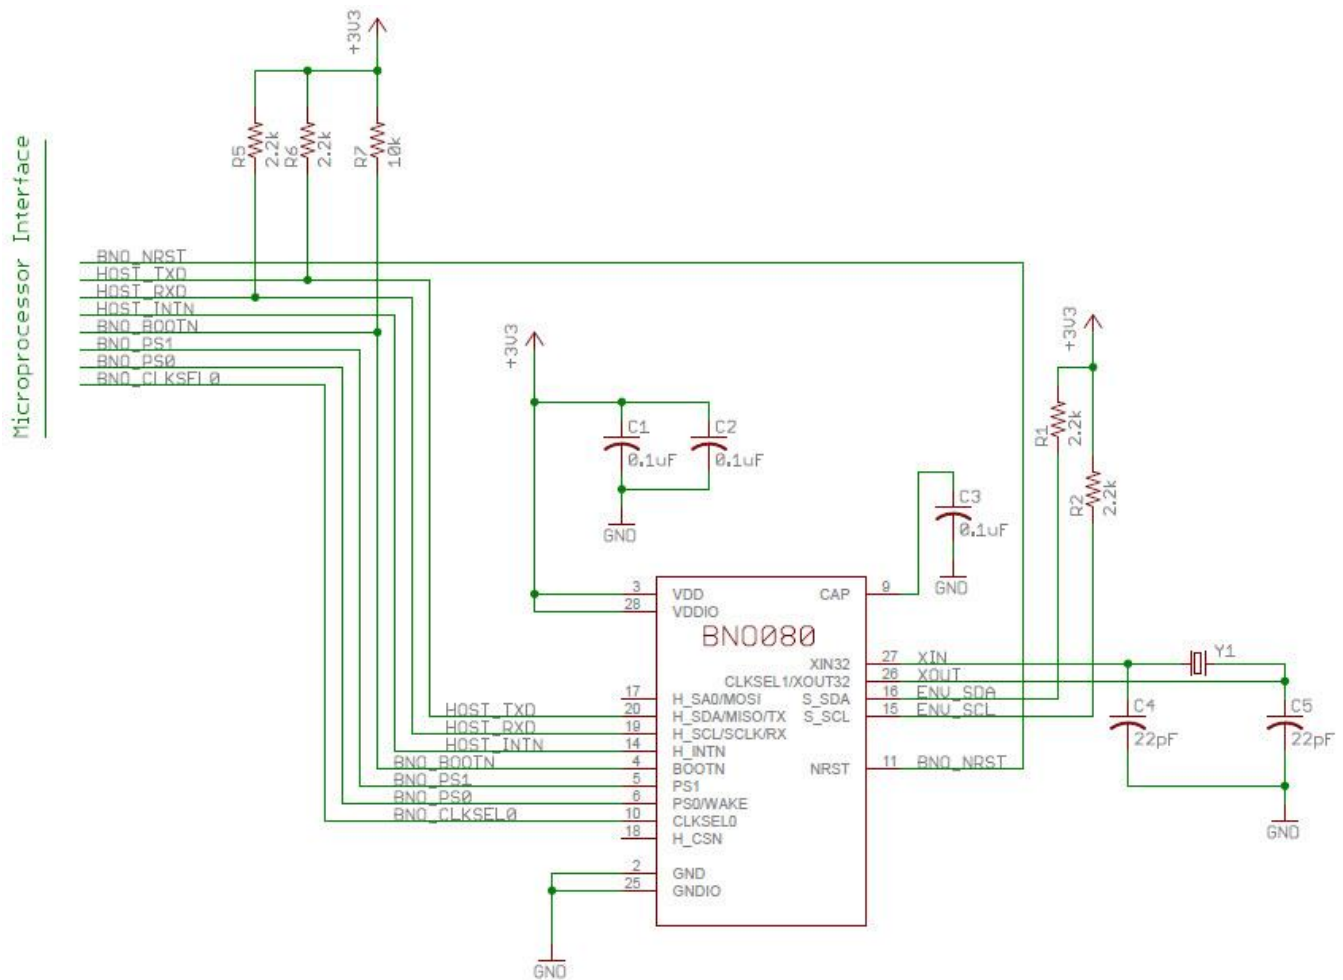 +3V3
R5
2.2k
R6
2.2k
R7
10k
Microprocessor Interface
BNO_NRST
HOST_TXD
HOST_RXD
HOST_INTN
BNO_BOOTN
BNO_PS1
BNO_PS0
BNO_CLKSEL0
+3V3
C1
0.1uF
C2
0.1uF
GND
+3V3
R1
2.2k
R2
2.2k
C3
0.1uF
GND
3 VDD
28 VDDIO
CAP 9
BNO080
XIN32 27 XIN
CLKSEL1/XOUT32 26 XOUT
Y1
17 H_SA0/MOSI
S_SDA 16 ENV_SDA
HOST_TXD 20 H_SDA/MISO/TX
S_SCL 15 ENV_SCL
C4
22pF
C5
22pF
HOST_RXD 19 H_SCL/SCLK/RX
HOST_INTN 14 H_INTN
BNO_BOOTN 4 BOOTN
NRST 11 BNO_NRST
BNO_PS1 5 PS1
BNO_PS0 6 PS0/WAKE
BNO_CLKSEL0 10 CLKSEL0
18 H_CSN
GND
2 GND
25 GNDIO
GND